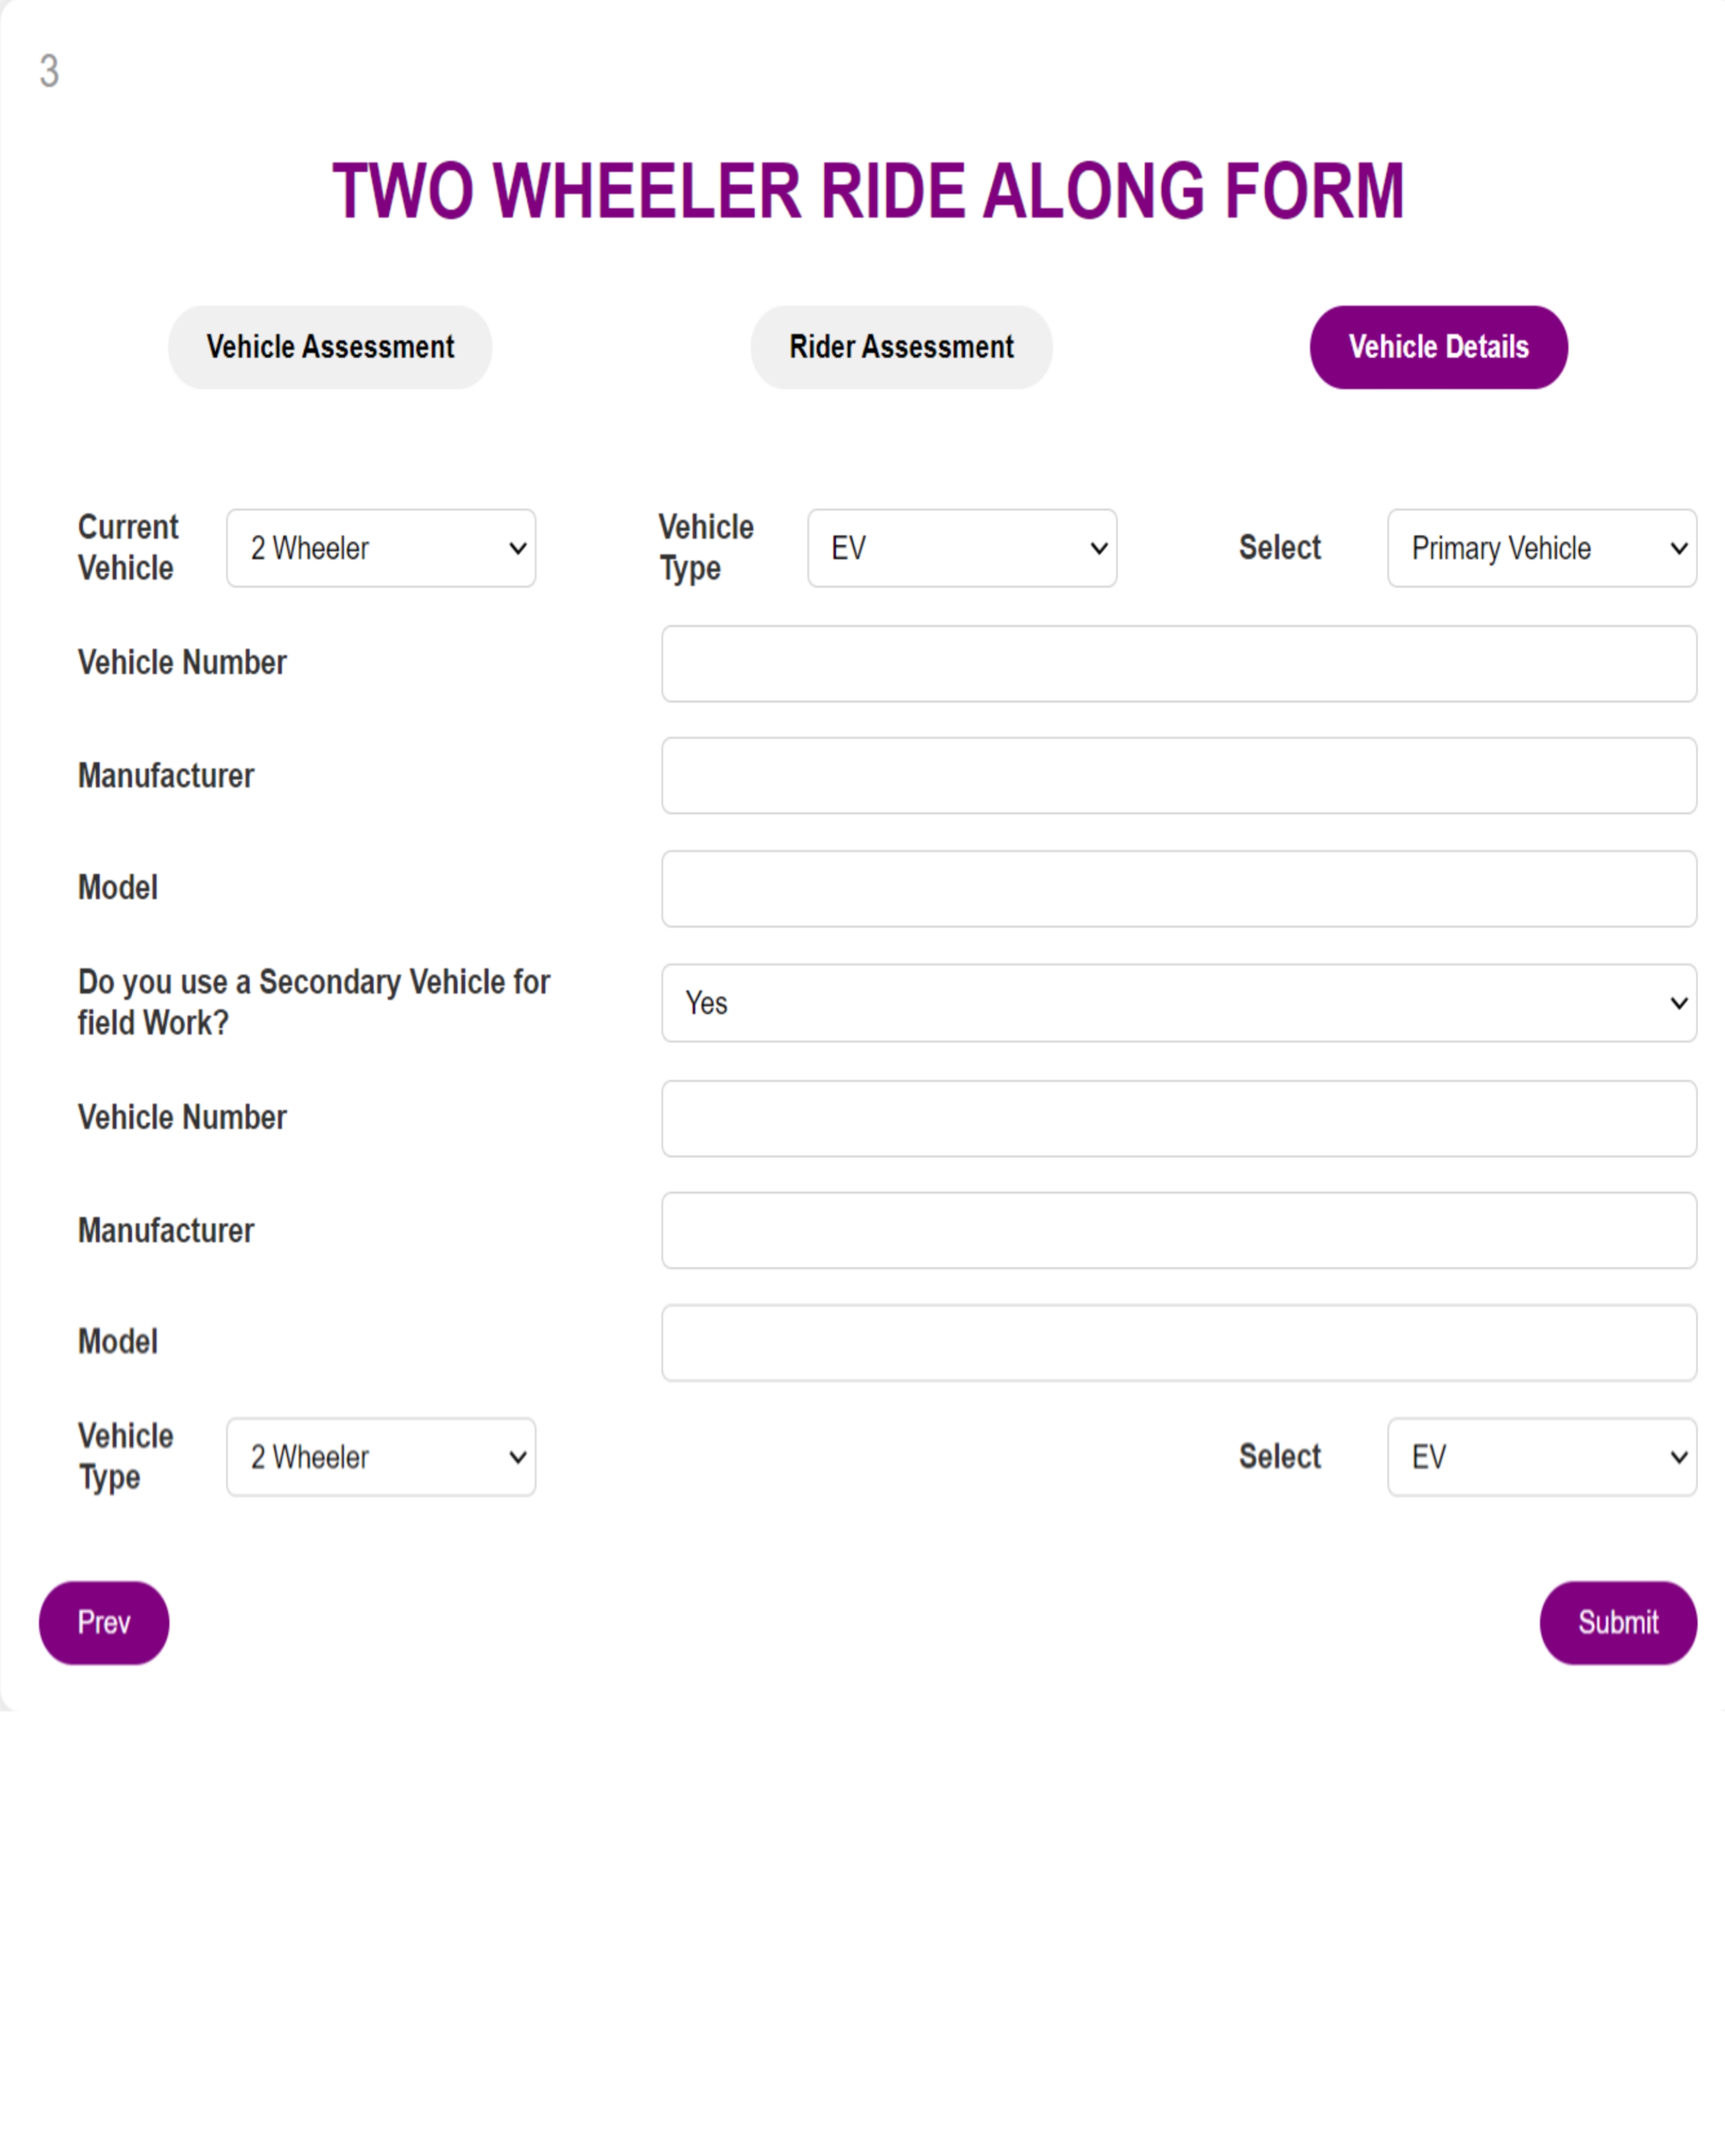 3
TWO WHEELER RIDE ALONG FORM
Vehicle Assessment Rider Assessment Vehicle Details
Current Vehicle 2 Wheeler Vehicle Type EV Select Primary Vehicle
Vehicle Number
Manufacturer
Model
Do you use a Secondary Vehicle for
field Work? Yes
Vehicle Number
Manufacturer
Model
Vehicle Type 2 Wheeler Select EV
Prev Submit